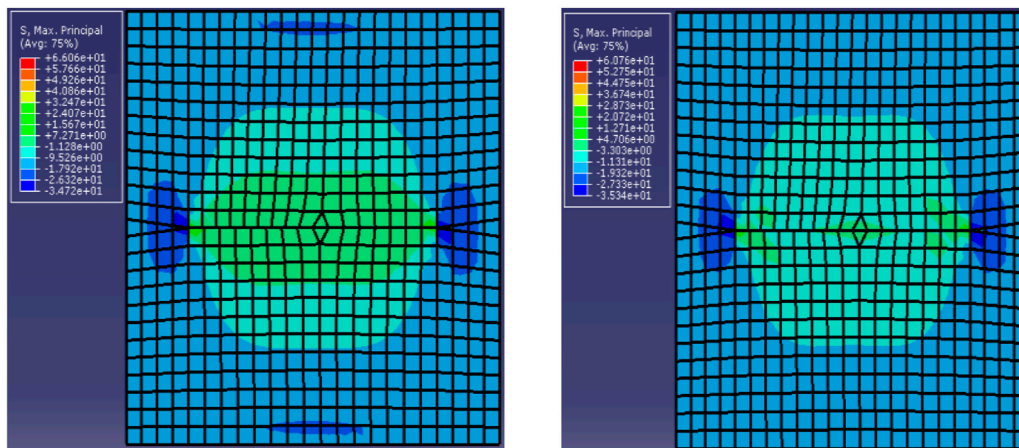 S, Max. Principal
(Avg: 75%)
+6.606e+01
+5.766e+01
+4.926e+01
+4.086e+01
+3.247e+01
+2.407e+01
+1.567e+01
+7.271e+00
-1.128e+00
-9.526e+00
-1.792e+01
-2.632e+01
-3.472e+01
S, Max. Principal
(Avg: 75%)
+6.076e+01
+5.275e+01
+4.475e+01
+3.674e+01
+2.873e+01
+2.072e+01
+1.271e+01
+4.706e+00
-3.303e+00
-1.131e+01
-1.932e+01
-2.733e+01
-3.534e+01